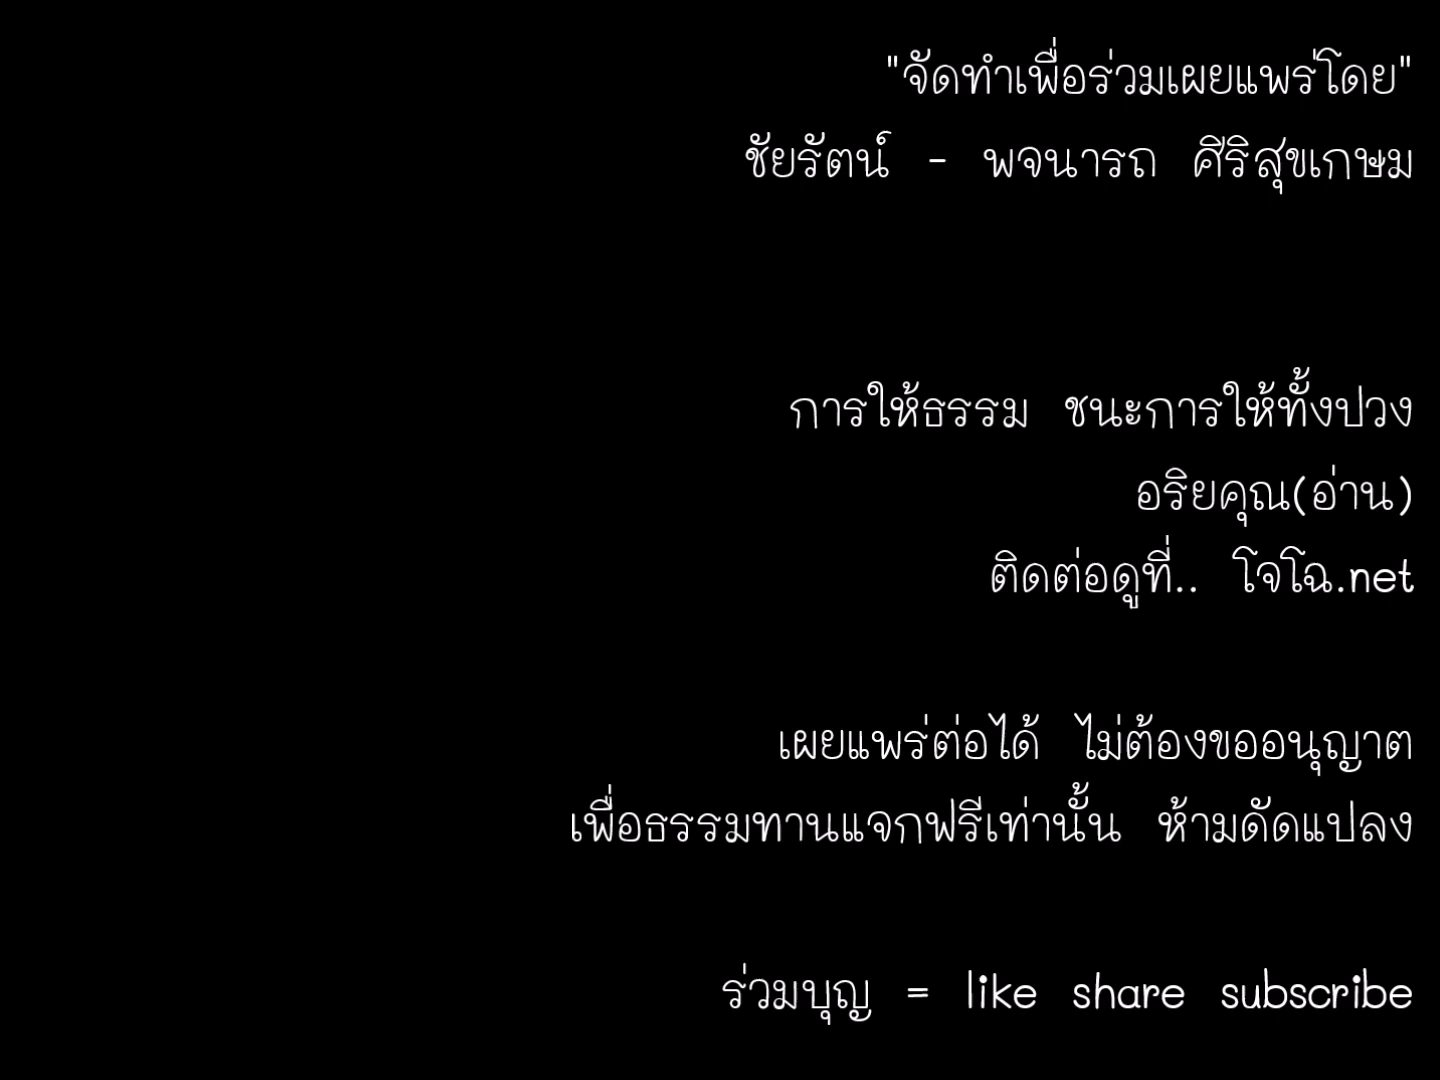 "จัดทำเพื่อร่วมเผยแพร่โดย"
ชัยรัตน์ - พจนารถ ศิริสุขเกษม
การให้ธรรม ชนะการให้ทั้งปวง
อริยคุณ(อ่าน)
ติดต่อดูที่.. โจโฉ.net
เผยแพร่ต่อได้ ไม่ต้องขออนุญาต
เพื่อธรรมทานแจกฟรีเท่านั้น ห้ามดัดแปลง
ร่วมบุญ = like share subscribe